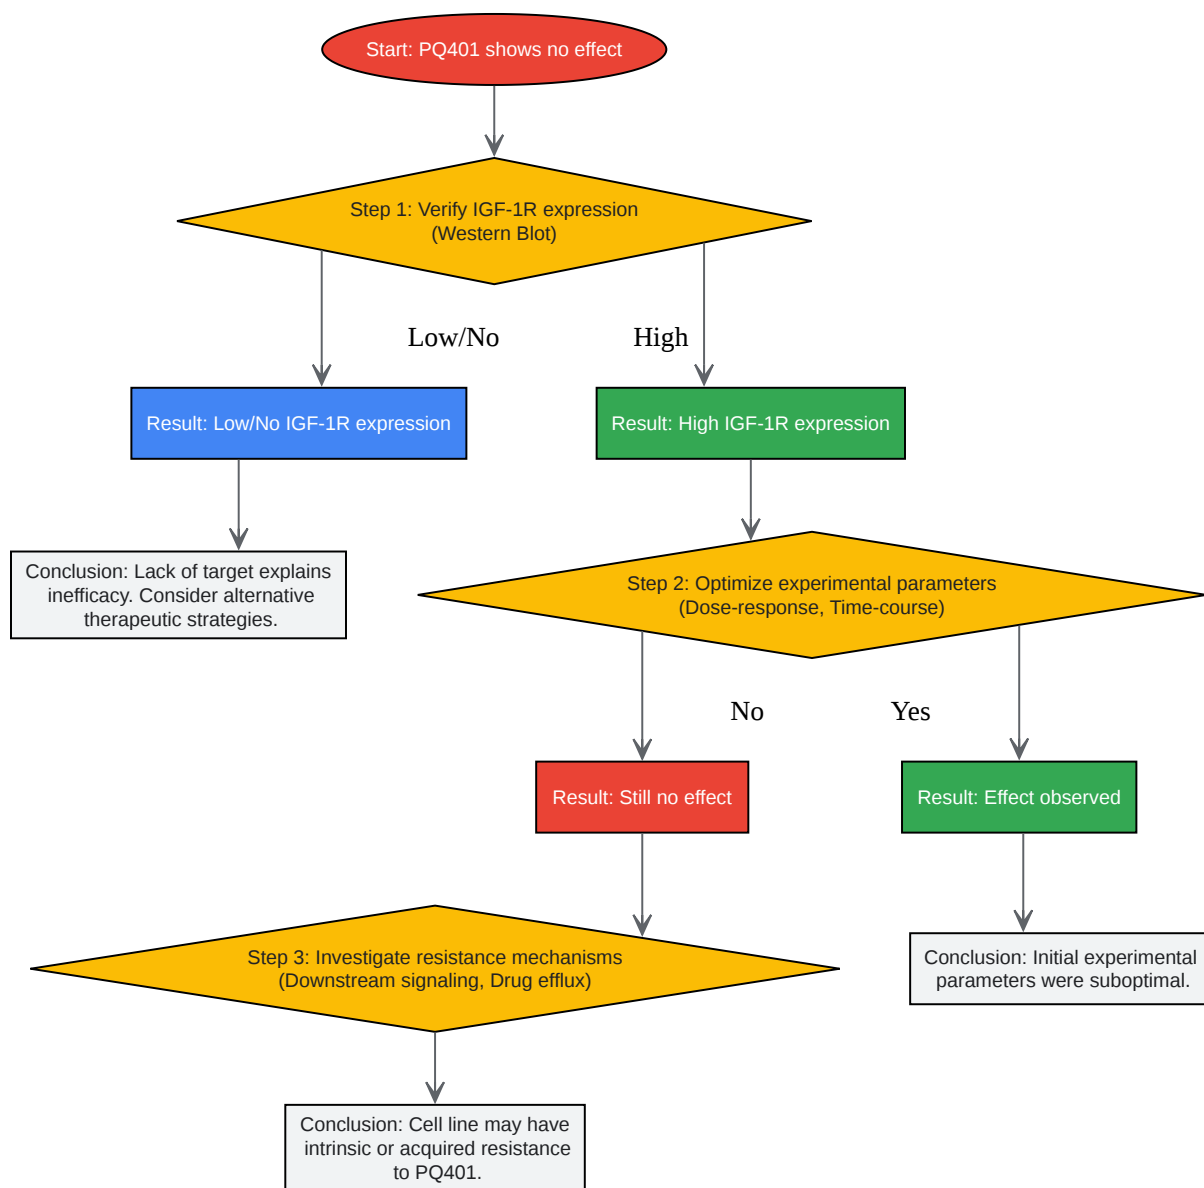 Start: PQ401 shows no effect
Step 1: Verify IGF-1R expression
(Western Blot)
Low/No
High
Result: Low/No IGF-1R expression
Result: High IGF-1R expression
Conclusion: Lack of target explains
inefficacy. Consider alternative
therapeutic strategies.
Step 2: Optimize experimental parameters
(Dose-response, Time-course)
No
Yes
Result: Still no effect
Result: Effect observed
Step 3: Investigate resistance mechanisms
(Downstream signaling, Drug efflux)
Conclusion: Initial experimental
parameters were suboptimal.
Conclusion: Cell line may have
intrinsic or acquired resistance
to PQ401.